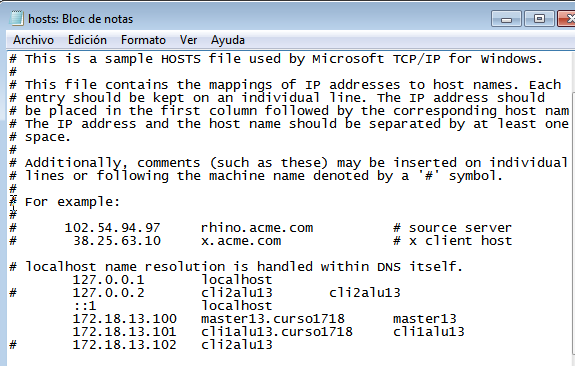 hosts: Bloc de notas
Archivo Edición Formato Ver Ayuda
# This is a sample HOSTS file used by Microsoft TCP/IP for Windows.
#
# This file contains the mappings of IP addresses to host names. Each
# entry should be kept on an individual line. The IP address should
# be placed in the first column followed by the corresponding host nam
# The IP address and the host name should be separated by at least one
# space.
#
# Additionally, comments (such as these) may be inserted on individual
# lines or following the machine name denoted by a '#' symbol.
#
# For example:
#
# 102.54.94.97 rhino.acme.com # source server
# 38.25.63.10 x.acme.com # x client host
# localhost name resolution is handled within DNS itself.
127.0.0.1 localhost
# 127.0.0.2 cli2alu13 cli2alu13
::1 localhost
172.18.13.100 master13.curso1718 master13
172.18.13.101 cli1alu13.curso1718 cli1alu13
# 172.18.13.102 cli2alu13